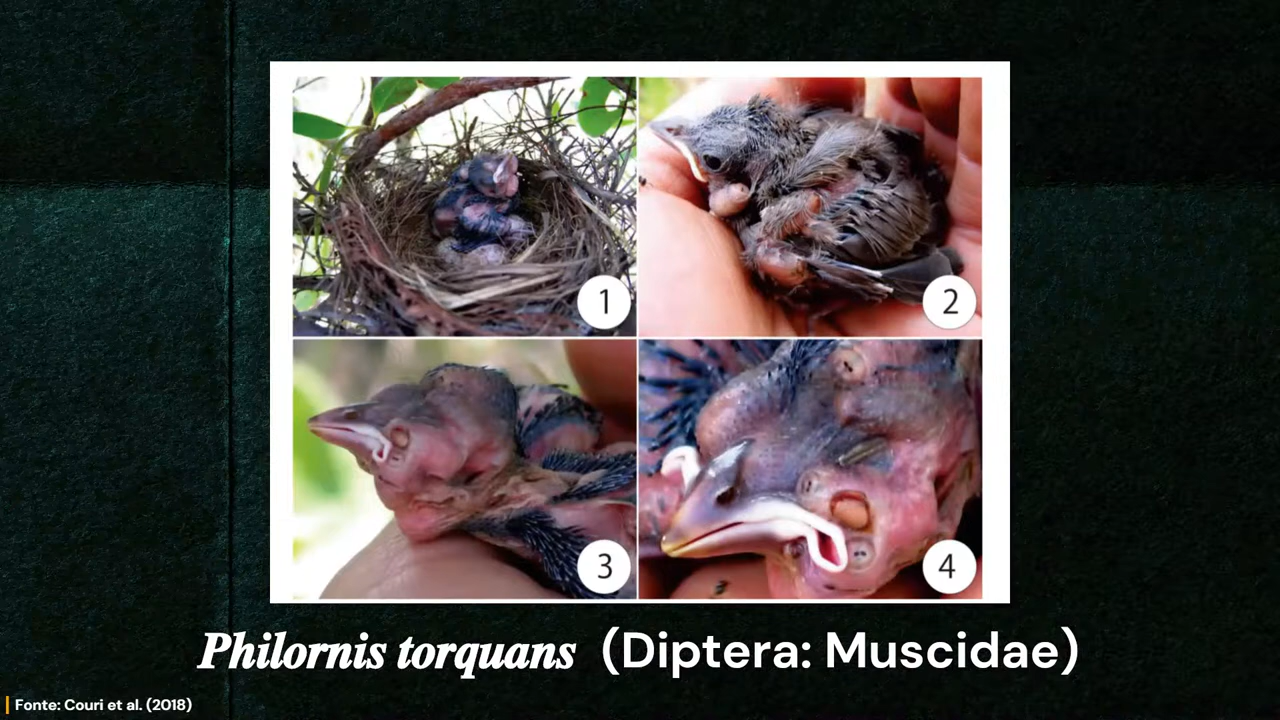 1
2
3
4
Philornis torquans (Diptera: Muscidae)
Fonte: Couri et al. (2018)